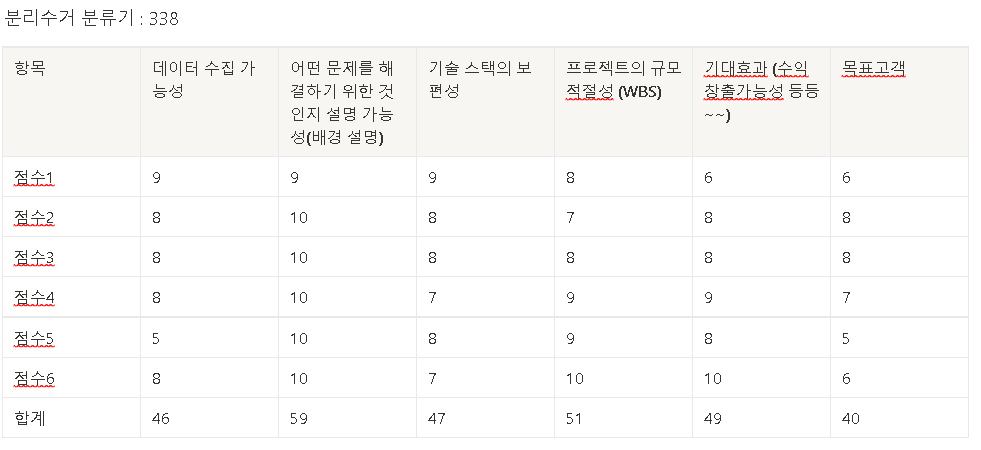 분리수거 분류기 : 338
항목 데이터 수집 가능성 어떤 문제를 해결하기 위한 것인지 설명 가능성(배경 설명) 기술 스택의 보편성 프로젝트의 규모 적절성 (WBS) 기대효과 (수익 창출가능성 등등 ~~) 목표고객
점수1 9 9 9 8 6 6
점수2 8 10 8 7 8 8
점수3 8 10 8 8 8 8
점수4 8 10 7 9 9 7
점수5 5 10 8 9 8 5
점수6 8 10 7 10 10 6
합계 46 59 47 51 49 40